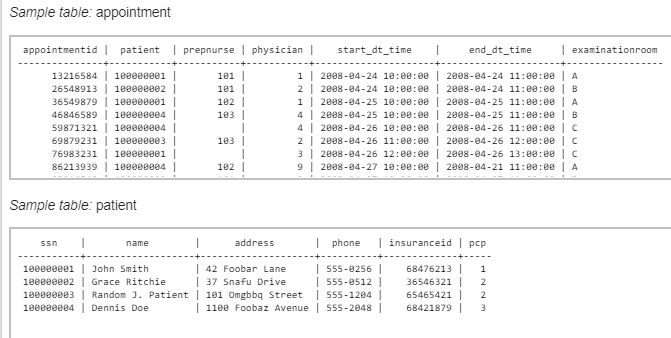 Sample table: appointment
appointmentid | patient | prepnurse | physician | start_dt_time | end_dt_time | examinationroom
13216584 | 100000001 | 101 | 1 | 2008-04-24 10:00:00 | 2008-04-24 11:00:00 | A
26548913 | 100000002 | 101 | 2 | 2008-04-24 10:00:00 | 2008-04-24 11:00:00 | B
36549879 | 100000001 | 102 | 1 | 2008-04-25 10:00:00 | 2008-04-25 11:00:00 | A
46846589 | 100000004 | 103 | 4 | 2008-04-25 10:00:00 | 2008-04-25 11:00:00 | B
59871321 | 100000004 | | 4 | 2008-04-26 10:00:00 | 2008-04-26 11:00:00 | C
69879231 | 100000003 | 103 | 2 | 2008-04-26 11:00:00 | 2008-04-26 12:00:00 | C
76983231 | 100000001 | | 3 | 2008-04-26 12:00:00 | 2008-04-26 13:00:00 | C
86213939 | 100000004 | 102 | 9 | 2008-04-27 10:00:00 | 2008-04-21 11:00:00 | A
Sample table: patient
ssn | name | address | phone | insuranceid | pcp
100000001 | John Smith | 42 Foobar Lane | 555-0256 | 68476213 | 1
100000002 | Grace Ritchie | 37 Snafu Drive | 555-0512 | 36546321 | 2
100000003 | Random J. Patient | 101 Omgbbq Street | 555-1204 | 65465421 | 2
100000004 | Dennis Doe | 1100 Foobaz Avenue | 555-2048 | 68421879 | 3